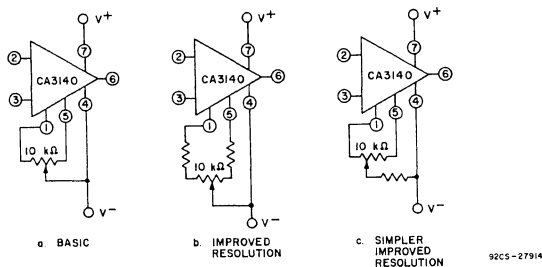 V+
V+
V+
7
7
7
2
CA3140
6
2
CA3140
6
2
CA3140
6
3
4
3
4
3
4
1
5
1
5
1
5
10 kΩ
10 kΩ
10 kΩ
V−
V−
V−
a. BASIC
b. IMPROVED RESOLUTION
c. SIMPLER IMPROVED RESOLUTION
92CS-27914